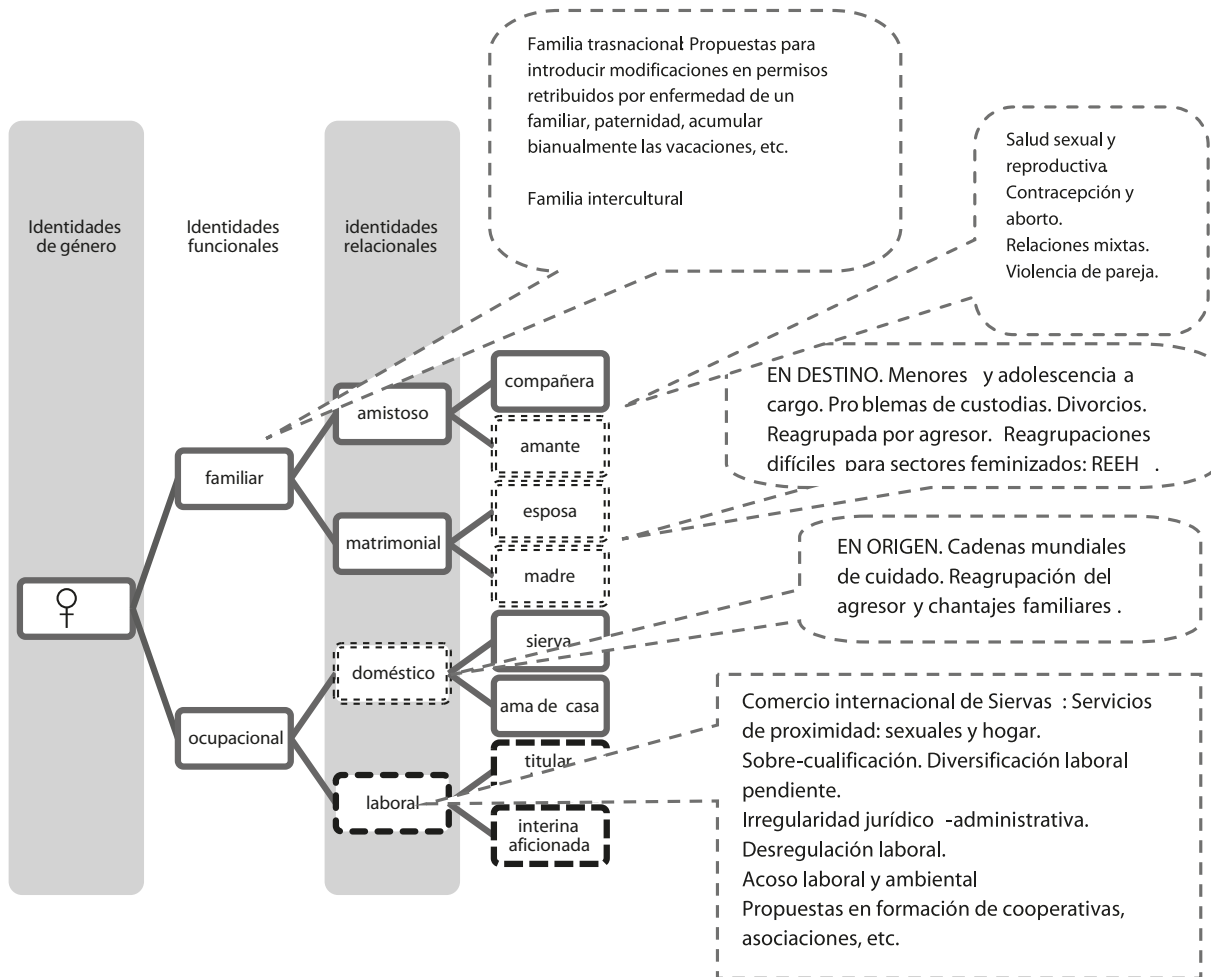 Familia trasnacional: Propuestas para
introducir modificaciones en permisos
retribuidos por enfermedad de un
familiar, paternidad, acumular
bianualmente las vacaciones, etc.
Familia intercultural
Salud sexual y
reproductiva
Contracepción y
aborto.
Relaciones mixtas.
Violencia de pareja.
Identidades
de género
Identidades
funcionales
identidades
relacionales
EN DESTINO. Menores y adolescencia a
cargo. Pro blemas de custodias. Divorcios.
Reagrupada por agresor. Reagrupaciones
difíciles para sectores feminizados: REEH .
EN ORIGEN. Cadenas mundiales
de cuidado. Reagrupación del
agresor y chantajes familiares .
Comercio internacional de Siervas : Servicios
de proximidad: sexuales y hogar.
Sobre-cualificación. Diversificación laboral
pendiente.
Irregularidad jurídico -administrativa.
Desregulación laboral.
Acoso laboral y ambiental
Propuestas en formación de cooperativas,
asociaciones, etc.
♀
familiar
ocupacional
amistoso
matrimonial
doméstico
laboral
compañera
amante
esposa
madre
sierva
ama de casa
titular
interina
aficionada